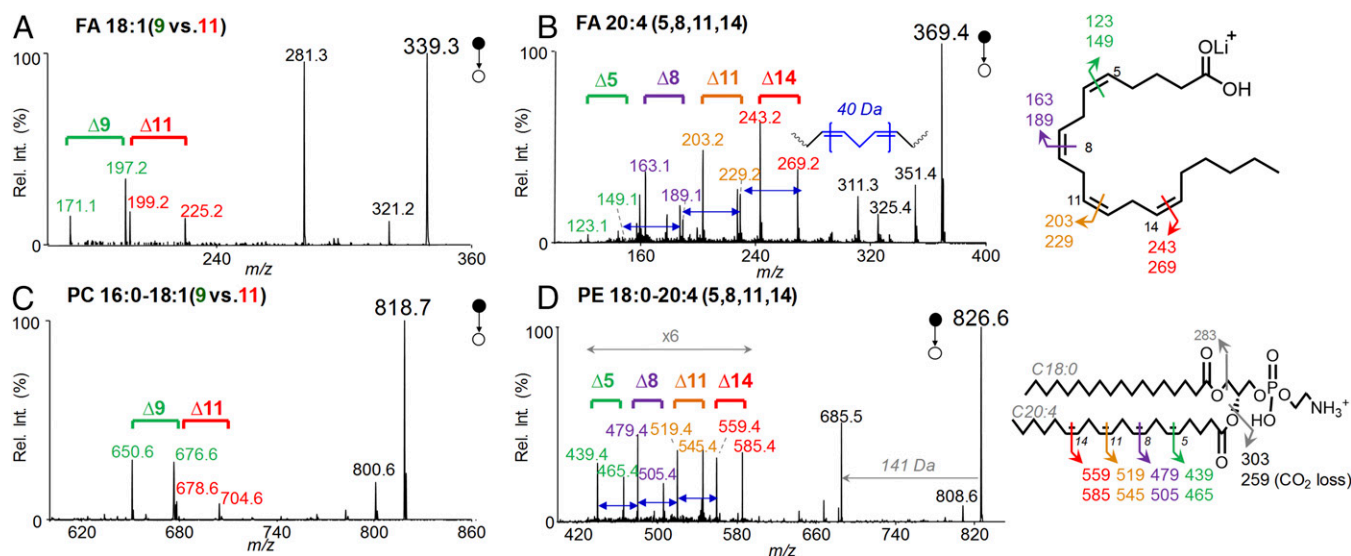 A FA 18:1(9 vs.11)
100
Rel. Int. (%)
0
Δ9 Δ11
171.1
197.2
199.2
225.2
281.3
321.2
339.3
240 360
m/z
B FA 20:4 (5,8,11,14)
100
Rel. Int. (%)
0
Δ5 Δ8 Δ11 Δ14
123.1
149.1
163.1
189.1
203.2
229.2
243.2
269.2
40 Da
311.3
325.4
351.4
369.4
160 240 320 400
m/z
123
149
5
OLi+
OH
163
189
8
11
14
203
229
243
269
C PC 16:0-18:1(9 vs.11)
100
Rel. Int. (%)
0
Δ9 Δ11
650.6
676.6
678.6
704.6
800.6
818.7
620 680 740 800 860
m/z
D PE 18:0-20:4 (5,8,11,14)
100
Rel. Int. (%)
0
x6
Δ5 Δ8 Δ11 Δ14
439.4
465.4
479.4
505.4
519.4
545.4
559.4
585.4
685.5
141 Da
808.6
826.6
420 500 580 660 740 820
m/z
283
C18:0
O
O
O
P
O
HO
NH3+
C20:4
O
O
14 11 8 5
559 519 479 439
585 545 505 465
303
259 (CO2 loss)